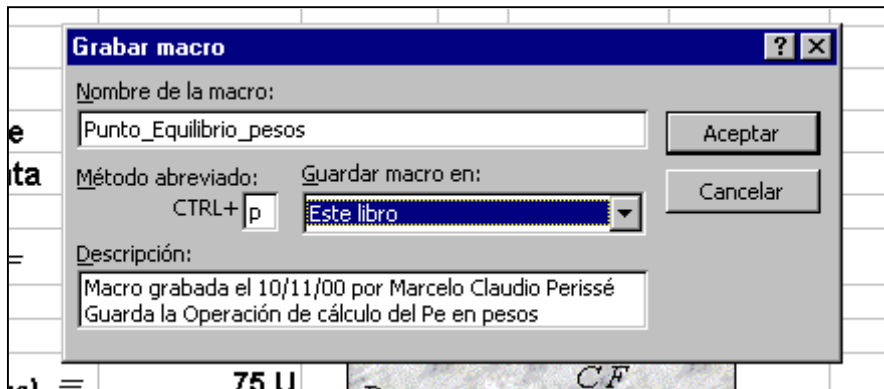 Grabar macro
Nombre de la macro:
Punto_Equilibrio_pesos
Aceptar
Método abreviado:
Guardar macro en:
CTRL+ p
Este libro
Cancelar
Descripción:
Macro grabada el 10/11/00 por Marcelo Claudio Perissé
Guarda la Operación de cálculo del Pe en pesos
=
= 75 U
CF